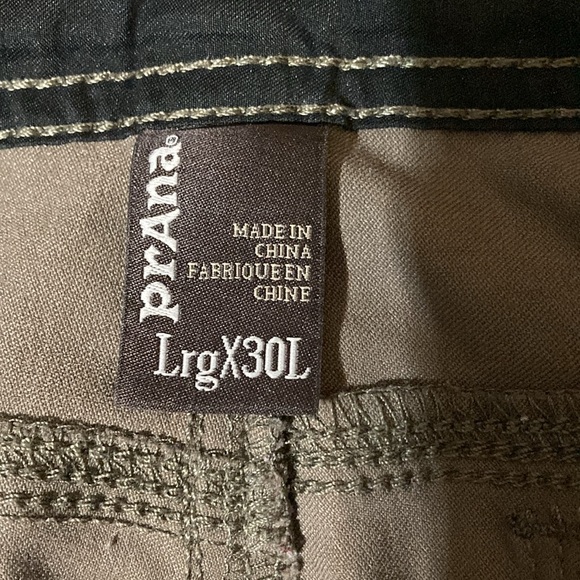 prAna
MADE IN
CHINA
FABRIQUE EN
CHINE
LrgX30L